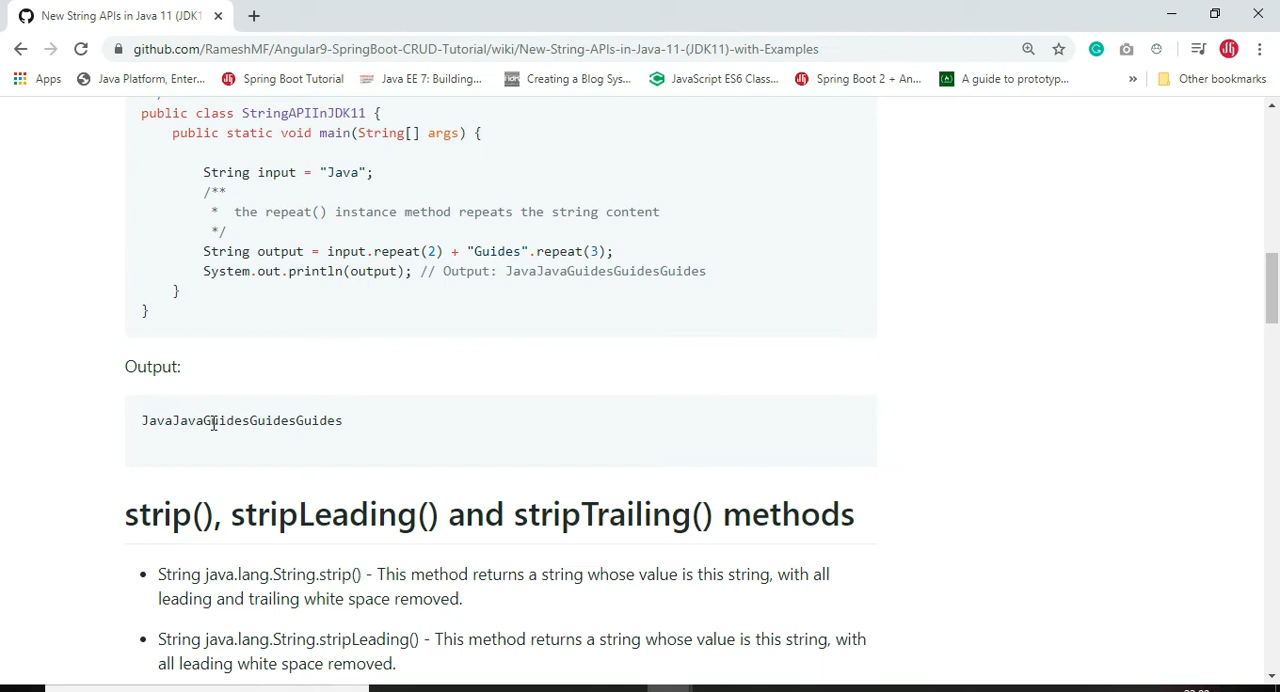 New String APIs in Java 11 (JDK1
github.com/RameshMF/Angular9-SpringBoot-CRUD-Tutorial/wiki/New-String-APIs-in-Java-11-(JDK11)-with-Examples
Apps Java Platform, Enter... Spring Boot Tutorial Java EE 7: Building... Creating a Blog Sy... JavaScript ES6 Class... Spring Boot 2 + An... A guide to prototyp... » Other bookmarks
public class StringAPIInJDK11 {
public static void main(String[] args) {
String input = "Java";
/**
* the repeat() instance method repeats the string content
*/
String output = input.repeat(2) + "Guides".repeat(3);
System.out.println(output); // Output: JavaJavaGuidesGuidesGuides
}
}
Output:
JavaJavaGuidesGuidesGuides
strip(), stripLeading() and stripTrailing() methods
• String java.lang.String.strip() - This method returns a string whose value is this string, with all
leading and trailing white space removed.
• String java.lang.String.stripLeading() - This method returns a string whose value is this string, with
all leading white space removed.